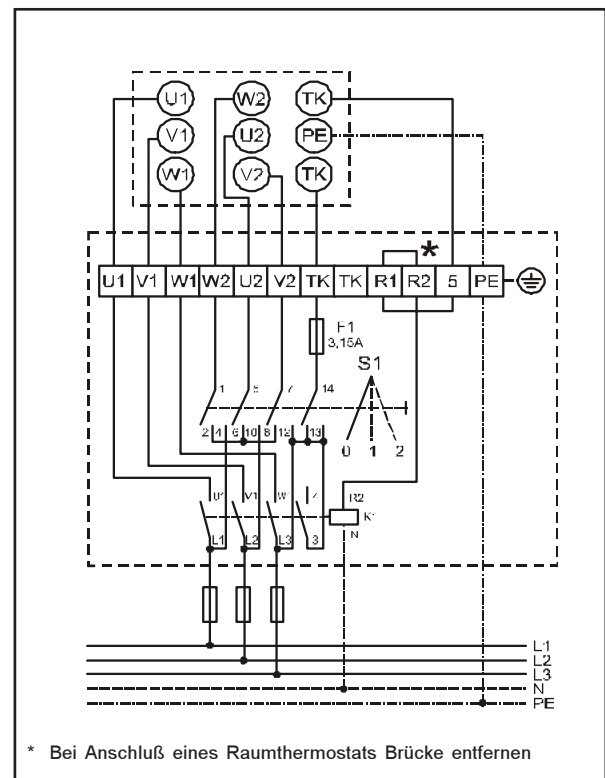 U1 W2 TK
V1 U2 PE
W1 V2 TK
*
U1 V1 W1 W2 U2 V2 TK TK R1 R2 5 PE
F1
3,15A
S1
1 5 7 14
2 4 6 10 8 12 13
0 1 2
U1 V1 W 4 R2
K1
N
L1 L2 L3 3
L1
L2
L3
N
PE
* Bei Anschluß eines Raumthermostats Brücke entfernen